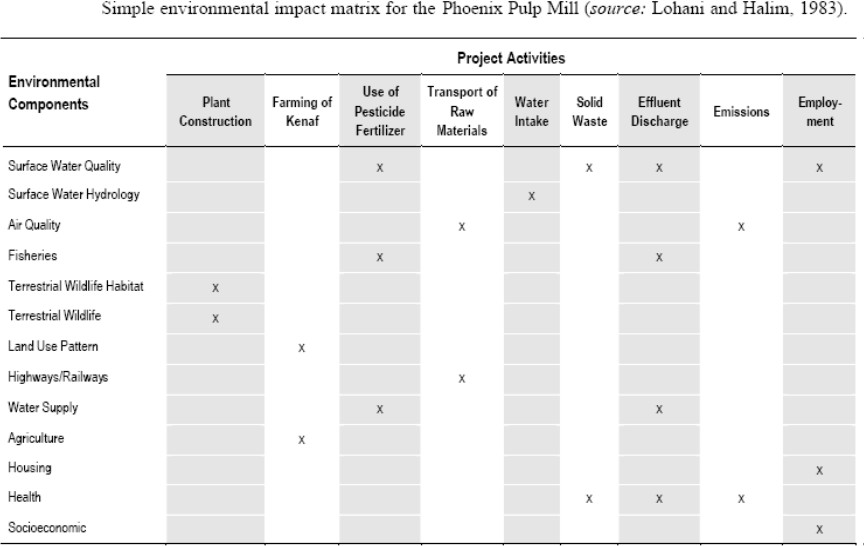 Simple environmental impact matrix for the Phoenix Pulp Mill (source: Lohani and Halim, 1983).
Project Activities
Environmental
Components
Plant
Construction
Farming of
Kenaf
Use of
Pesticide
Fertilizer
Transport of
Raw
Materials
Water
Intake
Solid
Waste
Effluent
Discharge
Emissions
Employ-
ment
Surface Water Quality x x x x
Surface Water Hydrology x
Air Quality x x
Fisheries x x
Terrestrial Wildlife Habitat x
Terrestrial Wildlife x
Land Use Pattern x
Highways/Railways x
Water Supply x x
Agriculture x
Housing x
Health x x x
Socioeconomic x